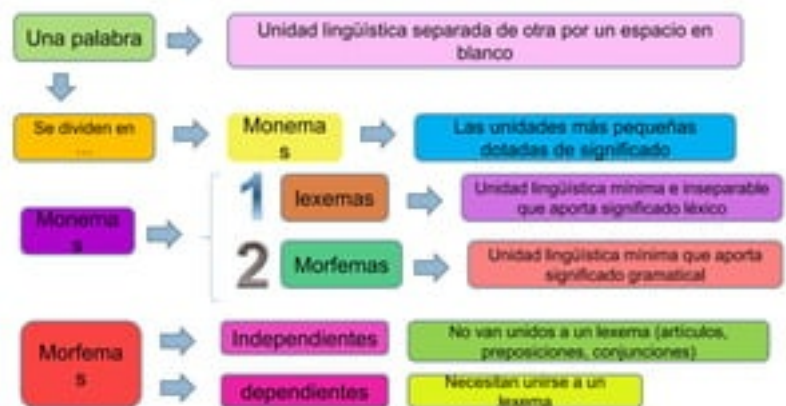 Una palabra
Unidad lingüística separada de otra por un espacio en
blanco
Se dividen en
...
Monema
s
Las unidades más pequeñas
dotadas de significado
Monema
s
1
lexemas
Unidad lingüística mínima e inseparable
que aporta significado léxico
2
Morfemas
Unidad lingüística mínima que aporta
significado gramatical
Morfema
s
Independientes
No van unidos a un lexema (artículos,
preposiciones, conjunciones)
dependientes
Necesitan unirse a un
lexema